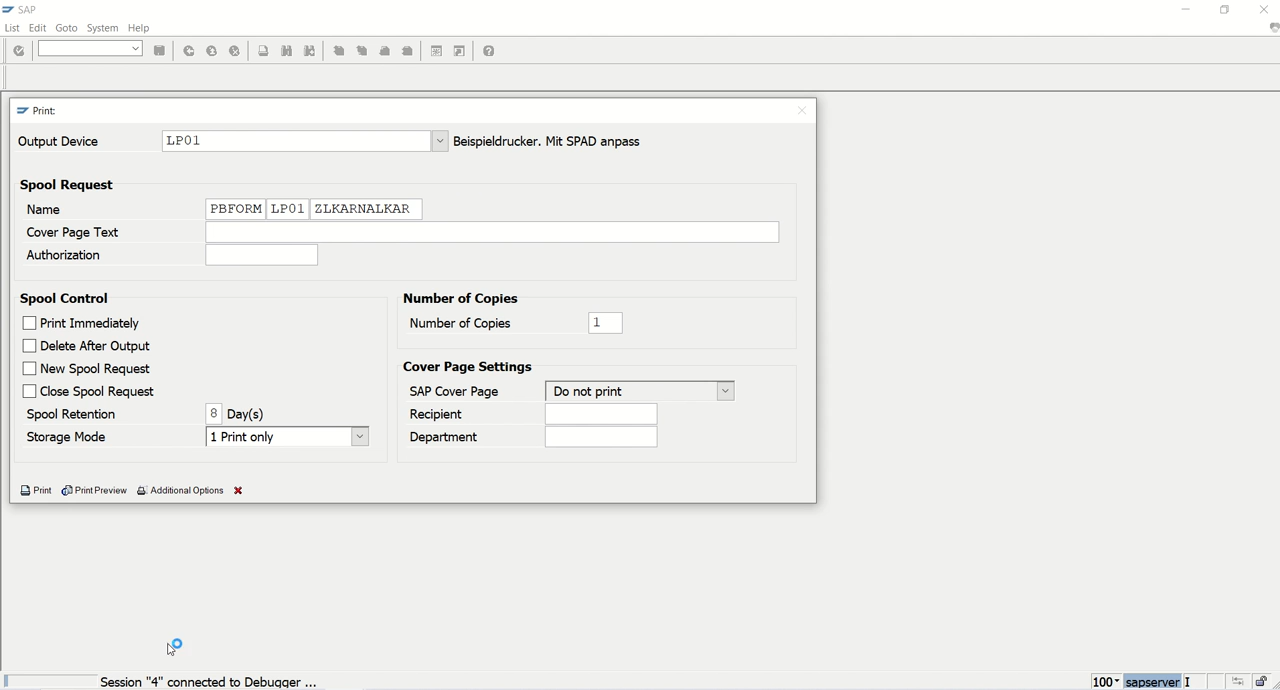 SAP
List Edit Goto System Help
Print:
Output Device LP01 Beispieldrucker. Mit SPAD anpass
Spool Request
Name PBFORM LP01 ZLKARNALKAR
Cover Page Text
Authorization
Spool Control
Print Immediately
Delete After Output
New Spool Request
Close Spool Request
Spool Retention 8 Day(s)
Storage Mode 1 Print only
Number of Copies
Number of Copies 1
Cover Page Settings
SAP Cover Page Do not print
Recipient
Department
Print Print Preview Additional Options
Session "4" connected to Debugger ... 100 sapserver I